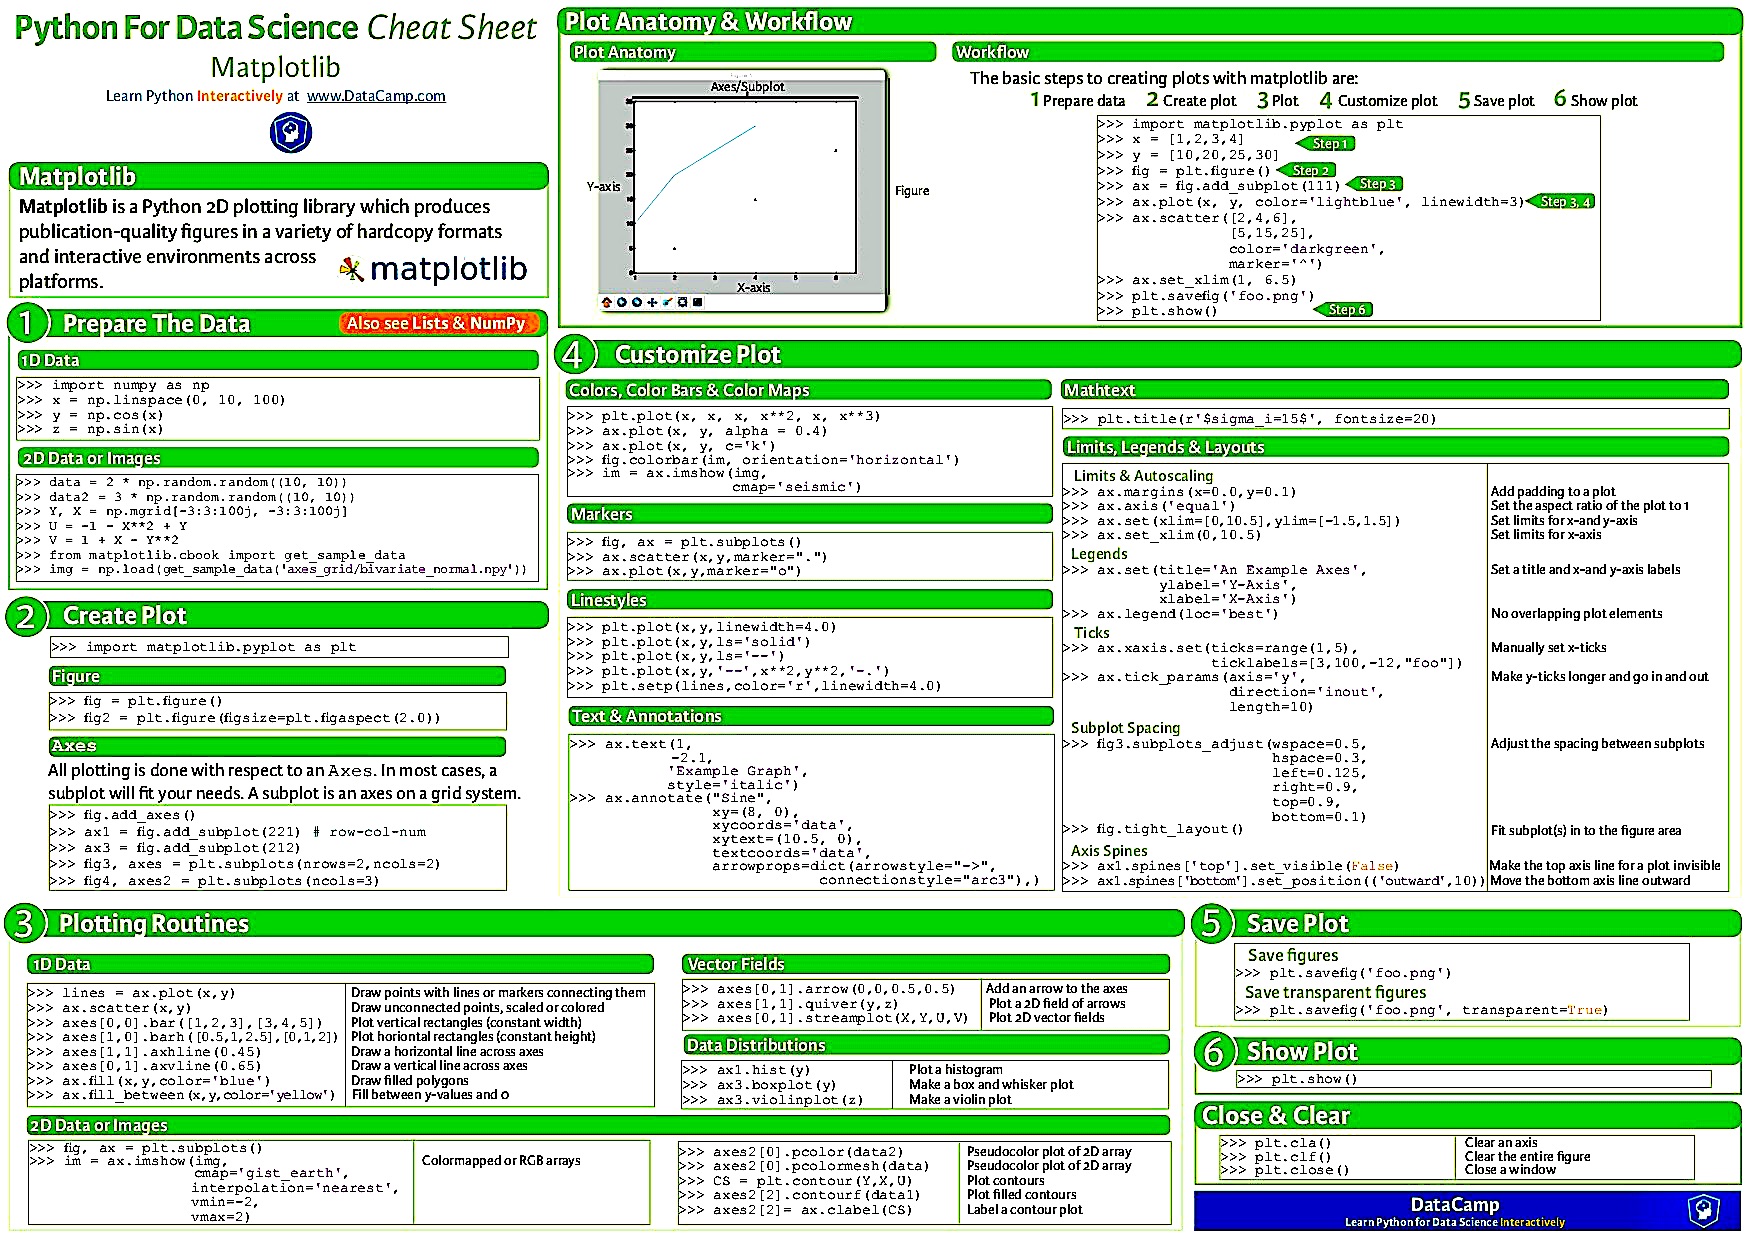 Python For Data Science Cheat Sheet
Matplotlib
Learn Python Interactively at www.DataCamp.com
Matplotlib
Matplotlib is a Python 2D plotting library which produces
publication-quality figures in a variety of hardcopy formats
and interactive environments across
platforms.
matplotlib
1 Prepare The Data
Also see Lists & NumPy
1D Data
>>> import numpy as np
>>> x = np.linspace(0, 10, 100)
>>> y = np.cos(x)
>>> z = np.sin(x)
2D Data or Images
>>> data = 2 * np.random.random((10, 10))
>>> data2 = 3 * np.random.random((10, 10))
>>> Y, X = np.mgrid[-3:3:100j, -3:3:100j]
>>> U = -1 - X**2 + Y
>>> V = 1 + X - Y**2
>>> from matplotlib.cbook import get_sample_data
>>> img = np.load(get_sample_data('axes_grid/bivariate_normal.npy'))
2 Create Plot
>>> import matplotlib.pyplot as plt
Figure
>>> fig = plt.figure()
>>> fig2 = plt.figure(figsize=plt.figaspect(2.0))
Axes
All plotting is done with respect to an Axes. In most cases, a
subplot will fit your needs. A subplot is an axes on a grid system.
>>> fig.add_axes()
>>> ax1 = fig.add_subplot(221) # row-col-num
>>> ax3 = fig.add_subplot(212)
>>> fig3, axes = plt.subplots(nrows=2,ncols=2)
>>> fig4, axes2 = plt.subplots(ncols=3)
Plot Anatomy & Workflow
Plot Anatomy
Axes/Subplot
Y-axis
Figure
X-axis
Workflow
The basic steps to creating plots with matplotlib are:
1 Prepare data 2 Create plot 3 Plot 4 Customize plot 5 Save plot 6 Show plot
>>> import matplotlib.pyplot as plt
>>> x = [1,2,3,4]
Step 1
>>> y = [10,20,25,30]
>>> fig = plt.figure() Step 2
>>> ax = fig.add_subplot(111) Step 3
>>> ax.plot(x, y, color='lightblue', linewidth=3) Step 3, 4
>>> ax.scatter([2,4,6],
[5,15,25],
color='darkgreen',
marker='^')
>>> ax.set_xlim(1, 6.5)
>>> plt.savefig('foo.png')
>>> plt.show() Step 6
4 Customize Plot
Colors, Color Bars & Color Maps
>>> plt.plot(x, x, x, x**2, x, x**3)
>>> ax.plot(x, y, alpha = 0.4)
>>> ax.plot(x, y, c='k')
>>> fig.colorbar(im, orientation='horizontal')
>>> im = ax.imshow(img,
cmap='seismic')
Markers
>>> fig, ax = plt.subplots()
>>> ax.scatter(x,y,marker=".")
>>> ax.plot(x,y,marker="o")
Linestyles
>>> plt.plot(x,y,linewidth=4.0)
>>> plt.plot(x,y,ls='solid')
>>> plt.plot(x,y,ls='--')
>>> plt.plot(x,y,'--',x**2,y**2,'-.')
>>> plt.setp(lines,color='r',linewidth=4.0)
Text & Annotations
>>> ax.text(1,
-2.1,
'Example Graph',
style='italic')
>>> ax.annotate("Sine",
xy=(8, 0),
xycoords='data',
xytext=(10.5, 0),
textcoords='data',
arrowprops=dict(arrowstyle="->",
connectionstyle="arc3"),)
Mathtext
>>> plt.title(r'$sigma_i=15$', fontsize=20)
Limits, Legends & Layouts
Limits & Autoscaling
>>> ax.margins(x=0.0,y=0.1) Add padding to a plot
>>> ax.axis('equal') Set the aspect ratio of the plot to 1
>>> ax.set(xlim=[0,10.5],ylim=[-1.5,1.5]) Set limits for x-and y-axis
>>> ax.set_xlim(0,10.5) Set limits for x-axis
Legends
>>> ax.set(title='An Example Axes', Set a title and x-and y-axis labels
ylabel='Y-Axis',
xlabel='X-Axis')
>>> ax.legend(loc='best') No overlapping plot elements
Ticks
>>> ax.xaxis.set(ticks=range(1,5), Manually set x-ticks
ticklabels=[3,100,-12,"foo"])
>>> ax.tick_params(axis='y', Make y-ticks longer and go in and out
direction='inout',
length=10)
Subplot Spacing
>>> fig3.subplots_adjust(wspace=0.5, Adjust the spacing between subplots
hspace=0.3,
left=0.125,
right=0.9,
top=0.9,
bottom=0.1)
>>> fig.tight_layout() Fit subplot(s) in to the figure area
Axis Spines
>>> ax1.spines['top'].set_visible(False) Make the top axis line for a plot invisible
>>> ax1.spines['bottom'].set_position(('outward',10)) Move the bottom axis line outward
3 Plotting Routines
1D Data
>>> lines = ax.plot(x,y) Draw points with lines or markers connecting them
>>> ax.scatter(x,y) Draw unconnected points, scaled or colored
>>> axes[0,0].bar([1,2,3],[3,4,5]) Plot vertical rectangles (constant width)
>>> axes[1,0].barh([0.5,1,2.5],[0,1,2]) Plot horiontal rectangles (constant height)
>>> axes[1,1].axhline(0.45) Draw a horizontal line across axes
>>> axes[0,1].axvline(0.65) Draw a vertical line across axes
>>> ax.fill(x,y,color='blue') Draw filled polygons
>>> ax.fill_between(x,y,color='yellow') Fill between y-values and 0
Vector Fields
>>> axes[0,1].arrow(0,0,0.5,0.5) Add an arrow to the axes
>>> axes[1,1].quiver(y,z) Plot a 2D field of arrows
>>> axes[0,1].streamplot(X,Y,U,V) Plot 2D vector fields
Data Distributions
>>> ax1.hist(y) Plot a histogram
>>> ax3.boxplot(y) Make a box and whisker plot
>>> ax3.violinplot(z) Make a violin plot
2D Data or Images
>>> fig, ax = plt.subplots()
>>> im = ax.imshow(img, Colormapped or RGB arrays
cmap='gist_earth',
interpolation='nearest',
vmin=-2,
vmax=2)
>>> axes2[0].pcolor(data2) Pseudocolor plot of 2D array
>>> axes2[0].pcolormesh(data) Pseudocolor plot of 2D array
>>> CS = plt.contour(Y,X,U) Plot contours
>>> axes2[2].contourf(data1) Plot filled contours
>>> axes2[2]= ax.clabel(CS) Label a contour plot
5 Save Plot
Save figures
>>> plt.savefig('foo.png')
Save transparent figures
>>> plt.savefig('foo.png', transparent=True)
6 Show Plot
>>> plt.show()
Close & Clear
>>> plt.cla() Clear an axis
>>> plt.clf() Clear the entire figure
>>> plt.close() Close a window
DataCamp
Learn Python for Data Science Interactively